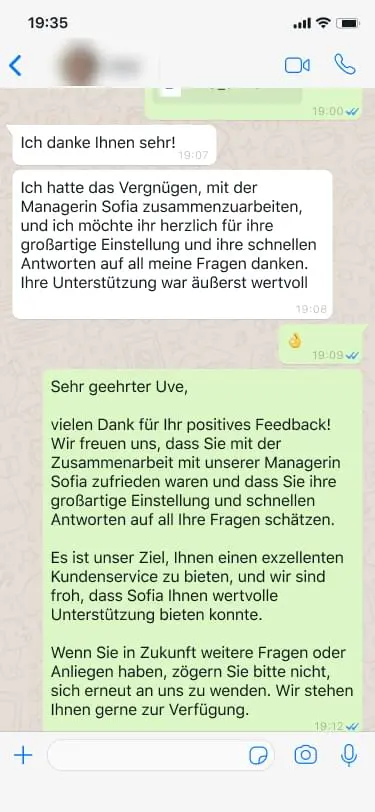 19:35
19:00
Ich danke Ihnen sehr!
19:07
Ich hatte das Vergnügen, mit der
Managerin Sofia zusammenzuarbeiten,
und ich möchte ihr herzlich für ihre
großartige Einstellung und ihre schnellen
Antworten auf all meine Fragen danken.
Ihre Unterstützung war äußerst wertvoll
19:08
19:09
Sehr geehrter Uve,
vielen Dank für Ihr positives Feedback!
Wir freuen uns, dass Sie mit der
Zusammenarbeit mit unserer Managerin
Sofia zufrieden waren und dass Sie ihre
großartige Einstellung und schnellen
Antworten auf all Ihre Fragen schätzen.
Es ist unser Ziel, Ihnen einen exzellenten
Kundenservice zu bieten, und wir sind
froh, dass Sofia Ihnen wertvolle
Unterstützung bieten konnte.
Wenn Sie in Zukunft weitere Fragen oder
Anliegen haben, zögern Sie bitte nicht,
sich erneut an uns zu wenden. Wir stehen
Ihnen gerne zur Verfügung.
19:12